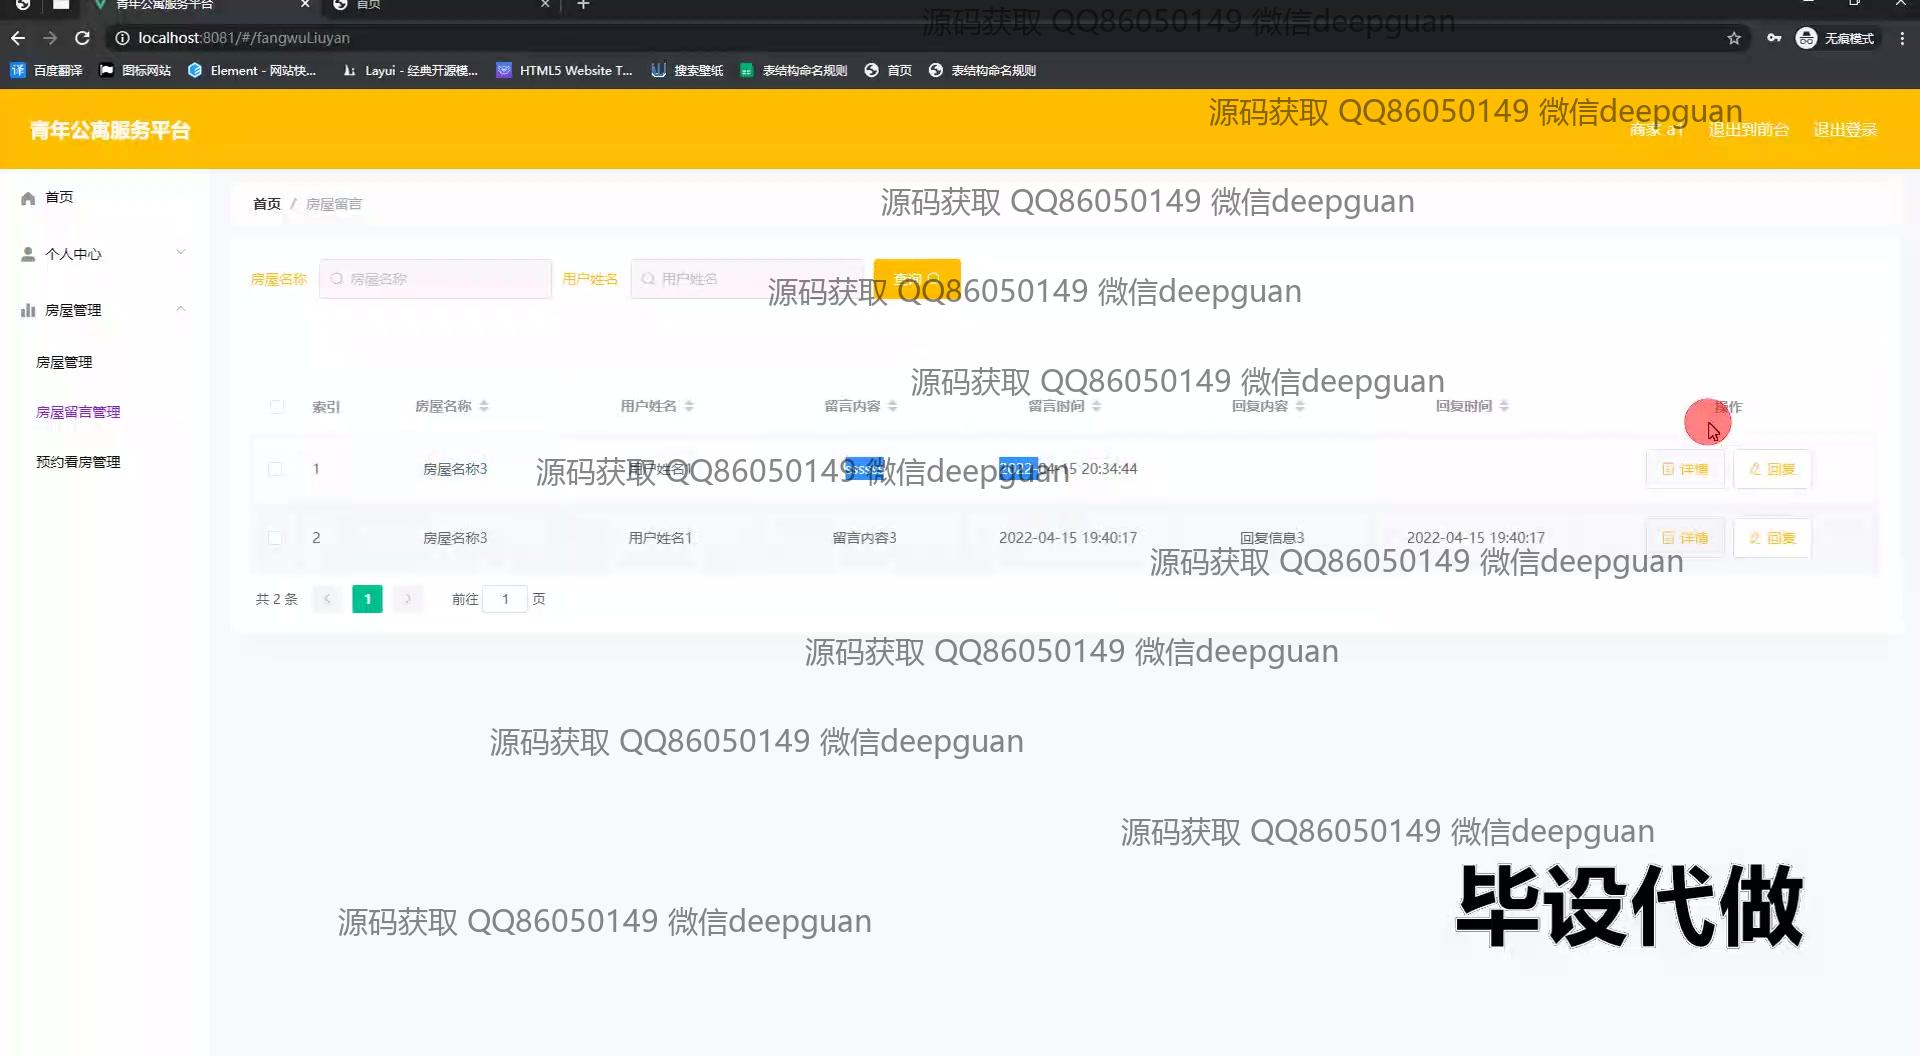 青年公寓服务平台
首页
localhost:8081/#/fangwuLiuyan
无痕模式
百度翻译 图标网站 Element - 网站快... Layui - 经典开源模... HTML5 Website T... 搜索壁纸 表结构命名规则 首页 表结构命名规则
源码获取 QQ86050149 微信deepguan
青年公寓服务平台
商家 a1 退出到前台 退出登录
源码获取 QQ86050149 微信deepguan
首页
个人中心
房屋管理
房屋管理
房屋留言管理
预约看房管理
首页 / 房屋留言
源码获取 QQ86050149 微信deepguan
房屋名称 房屋名称 用户姓名 用户姓名 查询
源码获取 QQ86050149 微信deepguan
源码获取 QQ86050149 微信deepguan
索引 房屋名称 用户姓名 留言内容 留言时间 回复内容 回复时间 操作
1 房屋名称3 用户姓名1 2022-04-15 20:34:44 详情 回复
源码获取 QQ86050149 微信deepguan
2 房屋名称3 用户姓名1 留言内容3 2022-04-15 19:40:17 回复信息3 2022-04-15 19:40:17 详情 回复
源码获取 QQ86050149 微信deepguan
共 2 条 1 前往 1 页
源码获取 QQ86050149 微信deepguan
源码获取 QQ86050149 微信deepguan
源码获取 QQ86050149 微信deepguan
毕设代做
源码获取 QQ86050149 微信deepguan